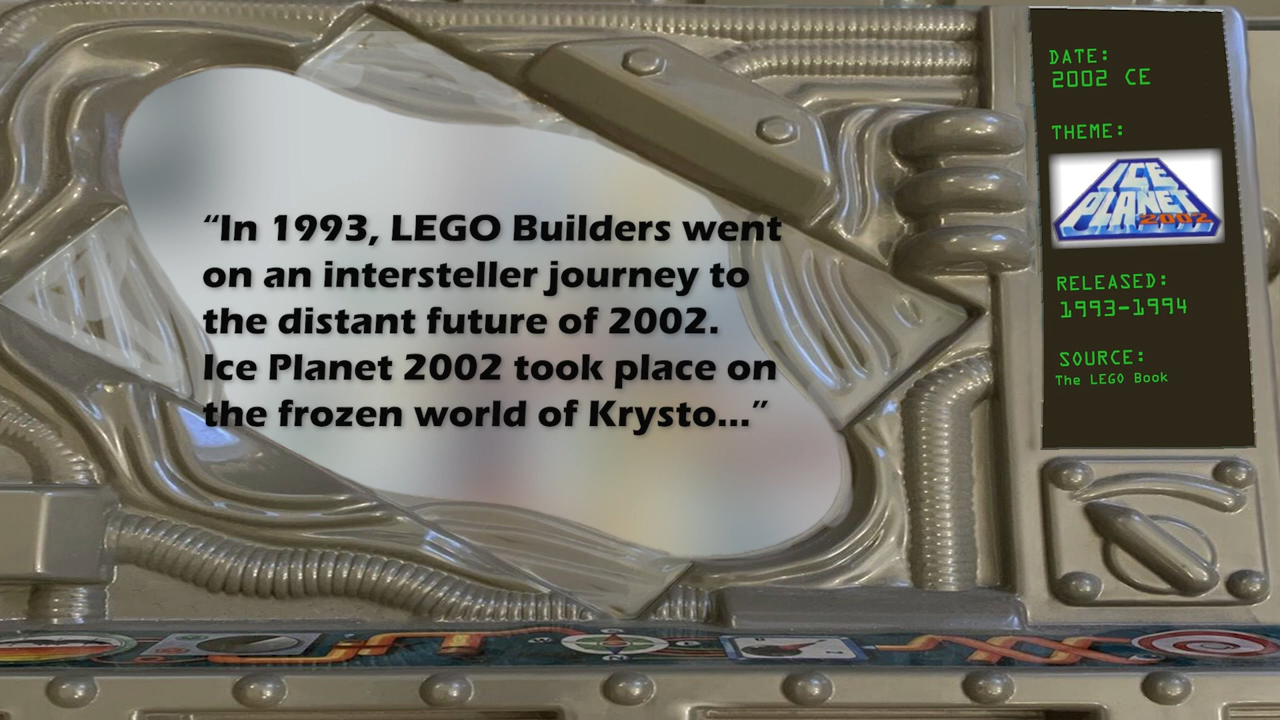 “In 1993, LEGO Builders went
on an intersteller journey to
the distant future of 2002.
Ice Planet 2002 took place on
the frozen world of Krysto...”
DATE:
2002 CE
THEME:
ICE
PLANET
2002
RELEASED:
1993-1994
SOURCE:
The LEGO Book